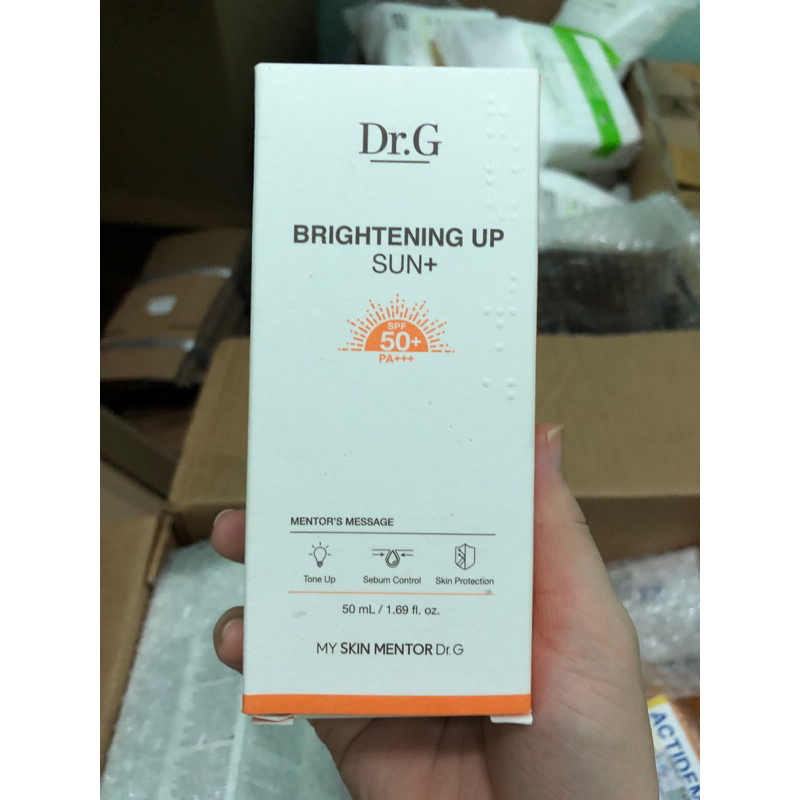 Dr.G
BRIGHTENING UP
SUN+
SPF
50+
PA+++
MENTOR'S MESSAGE
Tone Up
Sebum Control
Skin Protection
50 mL / 1.69 fl. oz.
MY SKIN MENTOR Dr.G